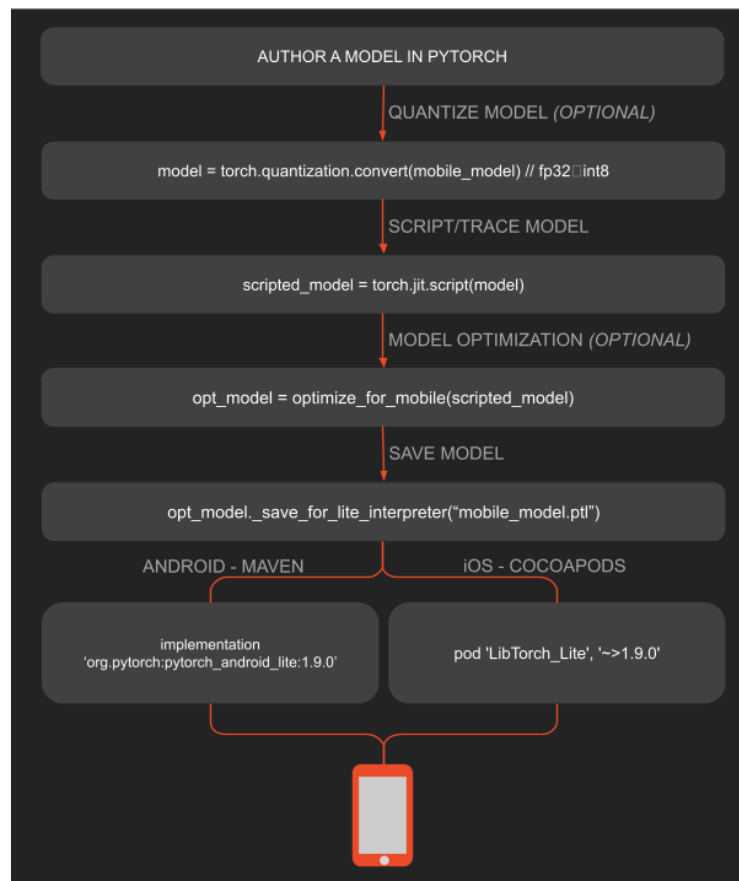 AUTHOR A MODEL IN PYTORCH
QUANTIZE MODEL (OPTIONAL)
model = torch.quantization.convert(mobile_model) // fp32▯int8
SCRIPT/TRACE MODEL
scripted_model = torch.jit.script(model)
MODEL OPTIMIZATION (OPTIONAL)
opt_model = optimize_for_mobile(scripted_model)
SAVE MODEL
opt_model._save_for_lite_interpreter(“mobile_model.ptl”)
ANDROID - MAVEN
iOS - COCOAPODS
implementation
‘org.pytorch:pytorch_android_lite:1.9.0’
pod 'LibTorch_Lite', '~>1.9.0'